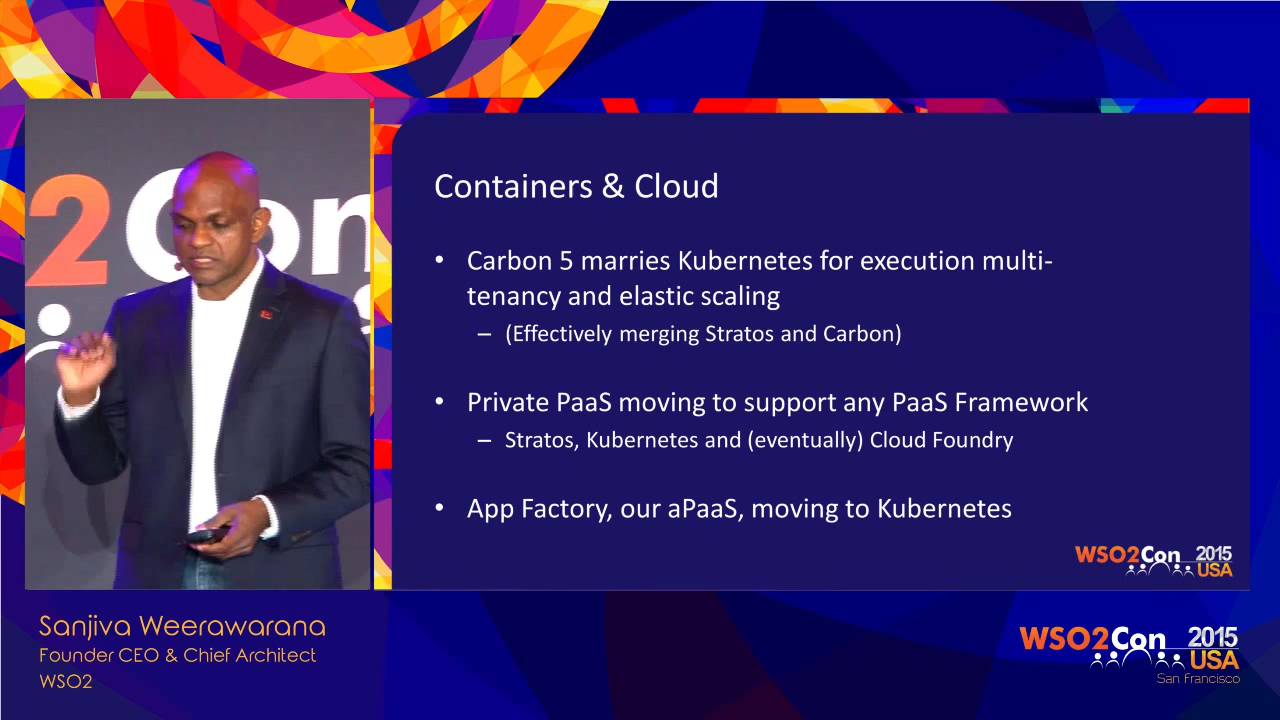 2Con
Containers & Cloud
• Carbon 5 marries Kubernetes for execution multi-
tenancy and elastic scaling
– (Effectively merging Stratos and Carbon)
• Private PaaS moving to support any PaaS Framework
– Stratos, Kubernetes and (eventually) Cloud Foundry
• App Factory, our aPaaS, moving to Kubernetes
WSO2Con 2015
USA
Sanjiva Weerawarana
Founder CEO & Chief Architect
WSO2
WSO2Con 2015
USA
San Francisco